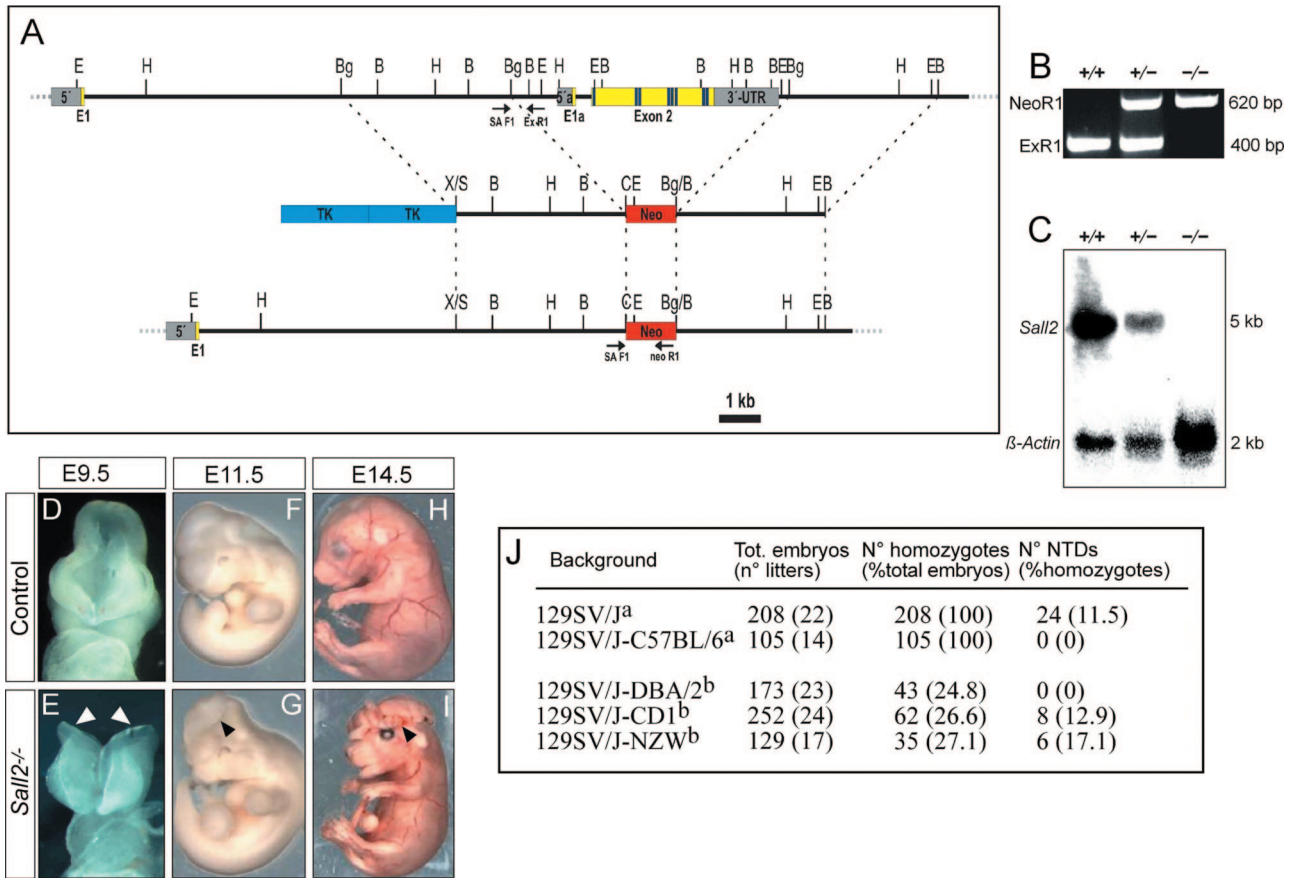 A
E H Bg B H B Bg B E H E B B H B B E Bg H E B
5´ 5´a 3´-UTR
E1 SA F1 Ex-R1 E1a Exon 2
X/S B H B C E Bg/B H E B
TK TK Neo
E H X/S B H B C E Bg/B H E B
5´ Neo
E1 SA F1 neo R1
1 kb
B
+/+ +/− −/−
NeoR1 620 bp
ExR1 400 bp
C
+/+ +/− −/−
Sall2 5 kb
ß-Actin 2 kb
E9.5 E11.5 E14.5
Control D F H
Sall2-/- E G I
J
Background Tot. embryos N° homozygotes N° NTDs
(n° litters) (%total embryos) (%homozygotes)
129SV/Ja 208 (22) 208 (100) 24 (11.5)
129SV/J-C57BL/6a 105 (14) 105 (100) 0 (0)
129SV/J-DBA/2b 173 (23) 43 (24.8) 0 (0)
129SV/J-CD1b 252 (24) 62 (26.6) 8 (12.9)
129SV/J-NZWb 129 (17) 35 (27.1) 6 (17.1)